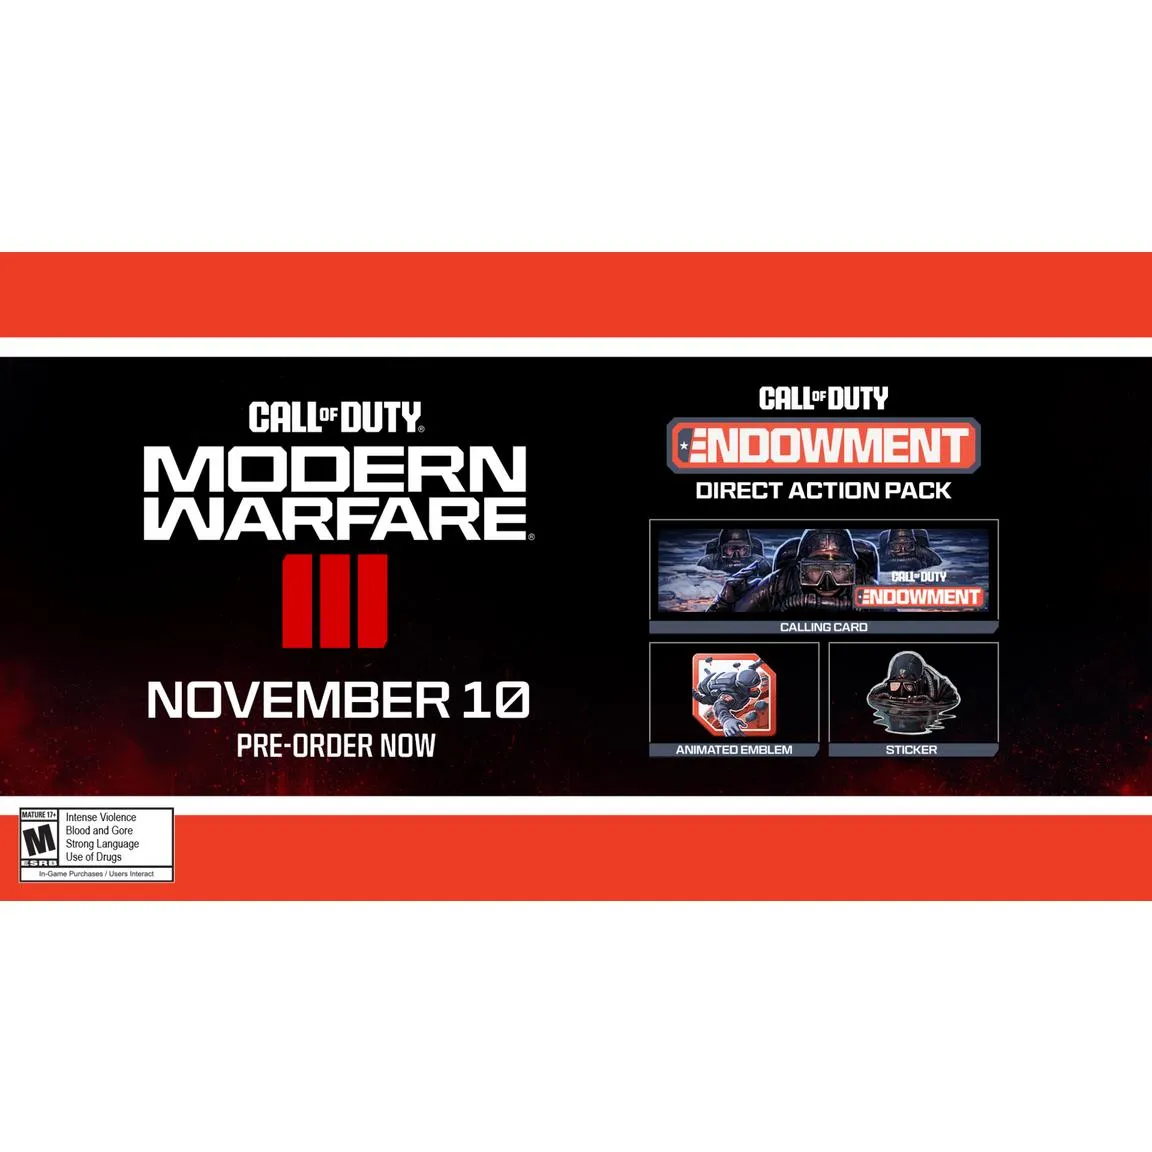 CALL OF DUTY®
MODERN
WARFARE®
III
NOVEMBER 10
PRE-ORDER NOW
CALL OF DUTY
ENDOWMENT
DIRECT ACTION PACK
CALL OF DUTY
ENDOWMENT
CALLING CARD
ANIMATED EMBLEM
STICKER
MATURE 17+
M
ESRB
Intense Violence
Blood and Gore
Strong Language
Use of Drugs
In-Game Purchases / Users Interact